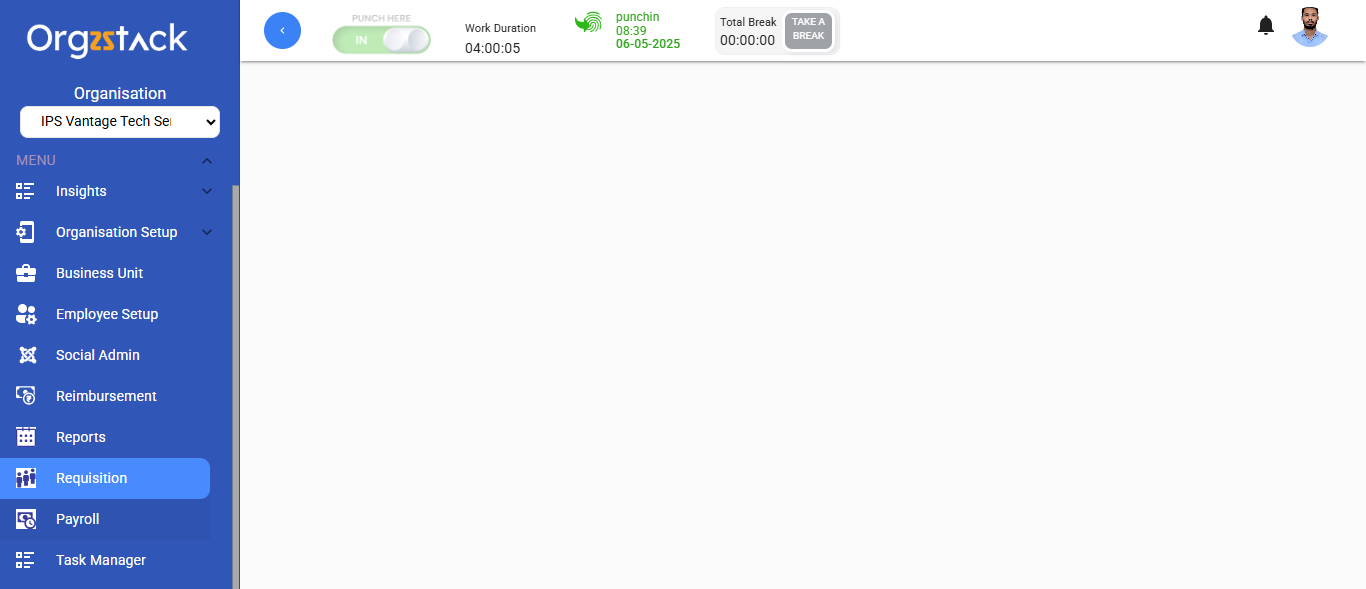 Orgzstack
Organisation
IPS Vantage Tech Ser
MENU
Insights
Organisation Setup
Business Unit
Employee Setup
Social Admin
Reimbursement
Reports
Requisition
Payroll
Task Manager
PUNCH HERE
IN
Work Duration
04:00:05
punchin
08:39
06-05-2025
Total Break
00:00:00
TAKE A
BREAK